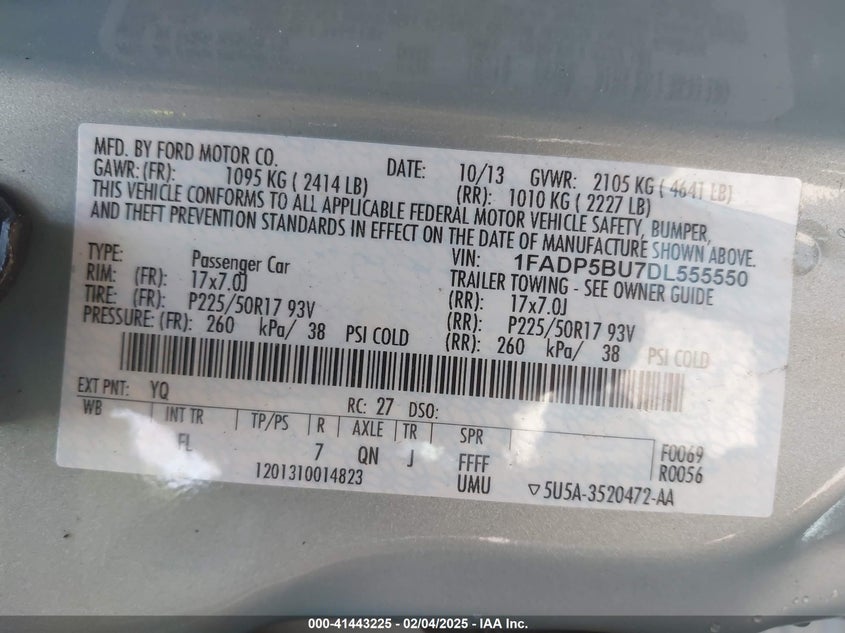 MFD. BY FORD MOTOR CO. DATE: 10/13 GVWR: 2105 KG ( 4641 LB)
GAWR: (FR): 1095 KG ( 2414 LB) (RR): 1010 KG ( 2227 LB)
THIS VEHICLE CONFORMS TO ALL APPLICABLE FEDERAL MOTOR VEHICLE SAFETY, BUMPER,
AND THEFT PREVENTION STANDARDS IN EFFECT ON THE DATE OF MANUFACTURE SHOWN ABOVE.
VIN: 1FADP5BU7DL555550
TYPE: Passenger Car TRAILER TOWING - SEE OWNER GUIDE
RIM: (FR): 17x7.0J (RR): 17x7.0J
TIRE: (FR): P225/50R17 93V (RR): P225/50R17 93V
PRESSURE: (FR): 260 kPa/ 38 PSI COLD (RR): 260 kPa/ 38 PSI COLD
EXT PNT: YQ RC: 27 DSO:
WB INT TR TP/PS R AXLE TR SPR F0069
FL 7 QN J FFFF R0056
1201310014823 UMU ▽5U5A-3520472-AA
000-41443225 - 02/04/2025 - IAA Inc.